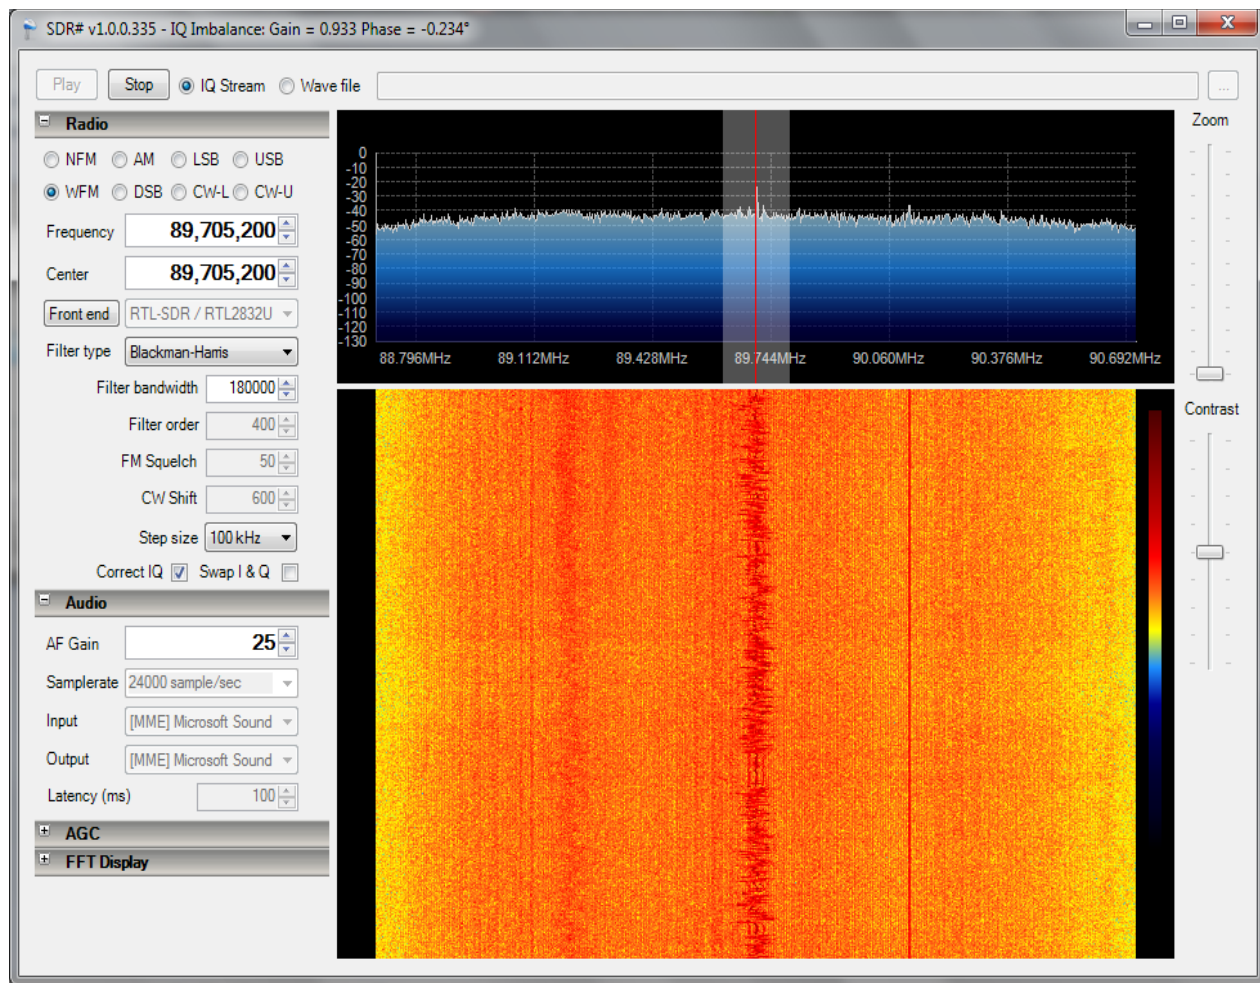 SDR# v1.0.0.335 - IQ Imbalance: Gain = 0.933 Phase = -0.234°
Play Stop IQ Stream Wave file ...
Radio
NFM AM LSB USB
WFM DSB CW-L CW-U
Frequency 89,705,200
Center 89,705,200
Front end RTL-SDR / RTL2832U
Filter type Blackman-Harris
Filter bandwidth 180000
Filter order 400
FM Squelch 50
CW Shift 600
Step size 100 kHz
Correct IQ Swap I & Q
Audio
AF Gain 25
Samplerate 24000 sample/sec
Input [MME] Microsoft Sound
Output [MME] Microsoft Sound
Latency (ms) 100
AGC
FFT Display
0
-10
-20
-30
-40
-50
-60
-70
-80
-90
-100
-110
-120
-130
88.796MHz 89.112MHz 89.428MHz 89.744MHz 90.060MHz 90.376MHz 90.692MHz
Zoom
Contrast